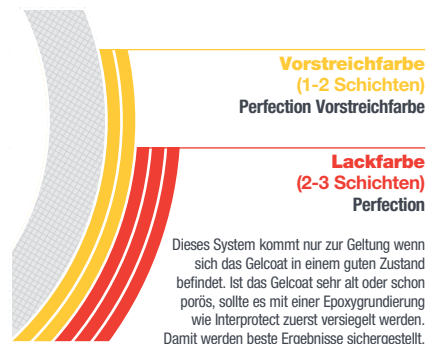 Vorstreichfarbe
(1-2 Schichten)
Perfection Vorstreichfarbe
Lackfarbe
(2-3 Schichten)
Perfection
Dieses System kommt nur zur Geltung wenn
sich das Gelcoat in einem guten Zustand
befindet. Ist das Gelcoat sehr alt oder schon
porös, sollte es mit einer Epoxygrundierung
wie Interprotect zuerst versiegelt werden.
Damit werden beste Ergebnisse sichergestellt.